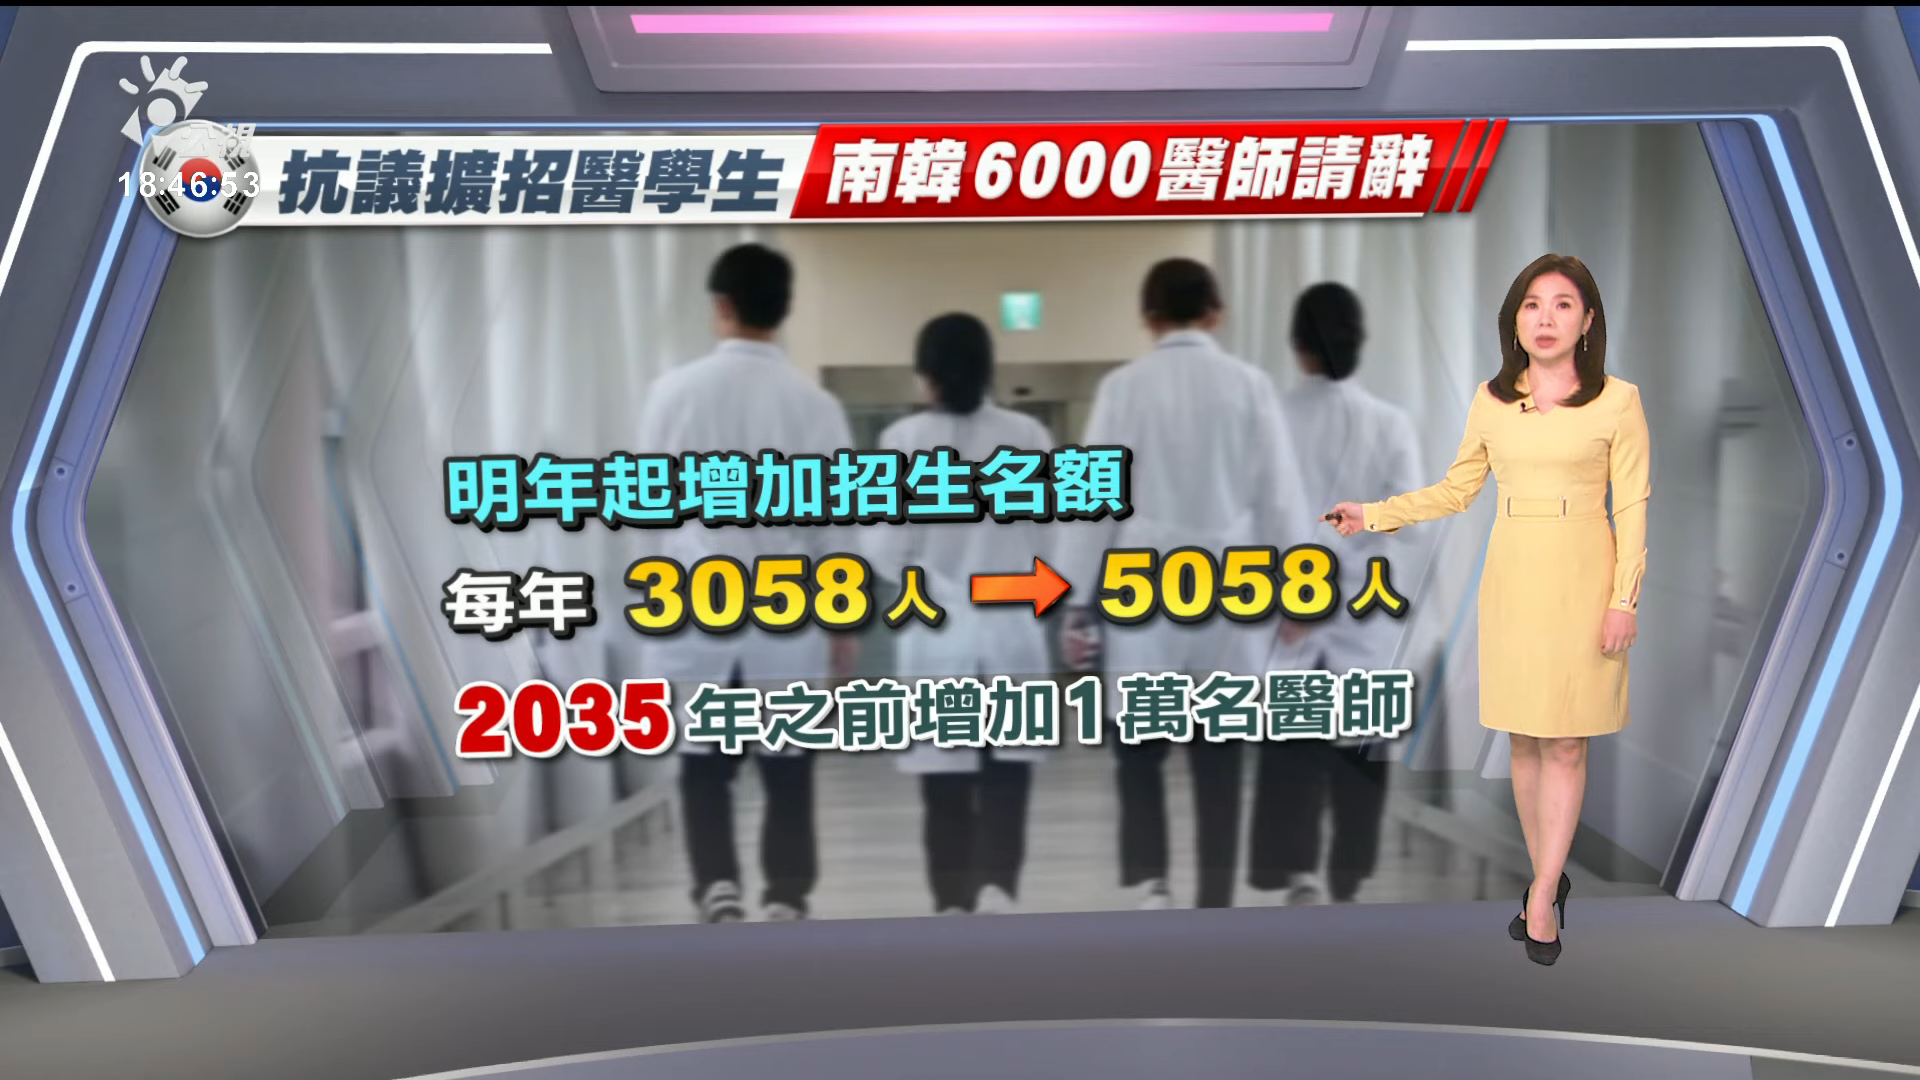 公視
18:46:53
抗議擴招醫學生 南韓6000醫師請辭
明年起增加招生名額
每年 3058人 → 5058人
2035年之前增加1萬名醫師